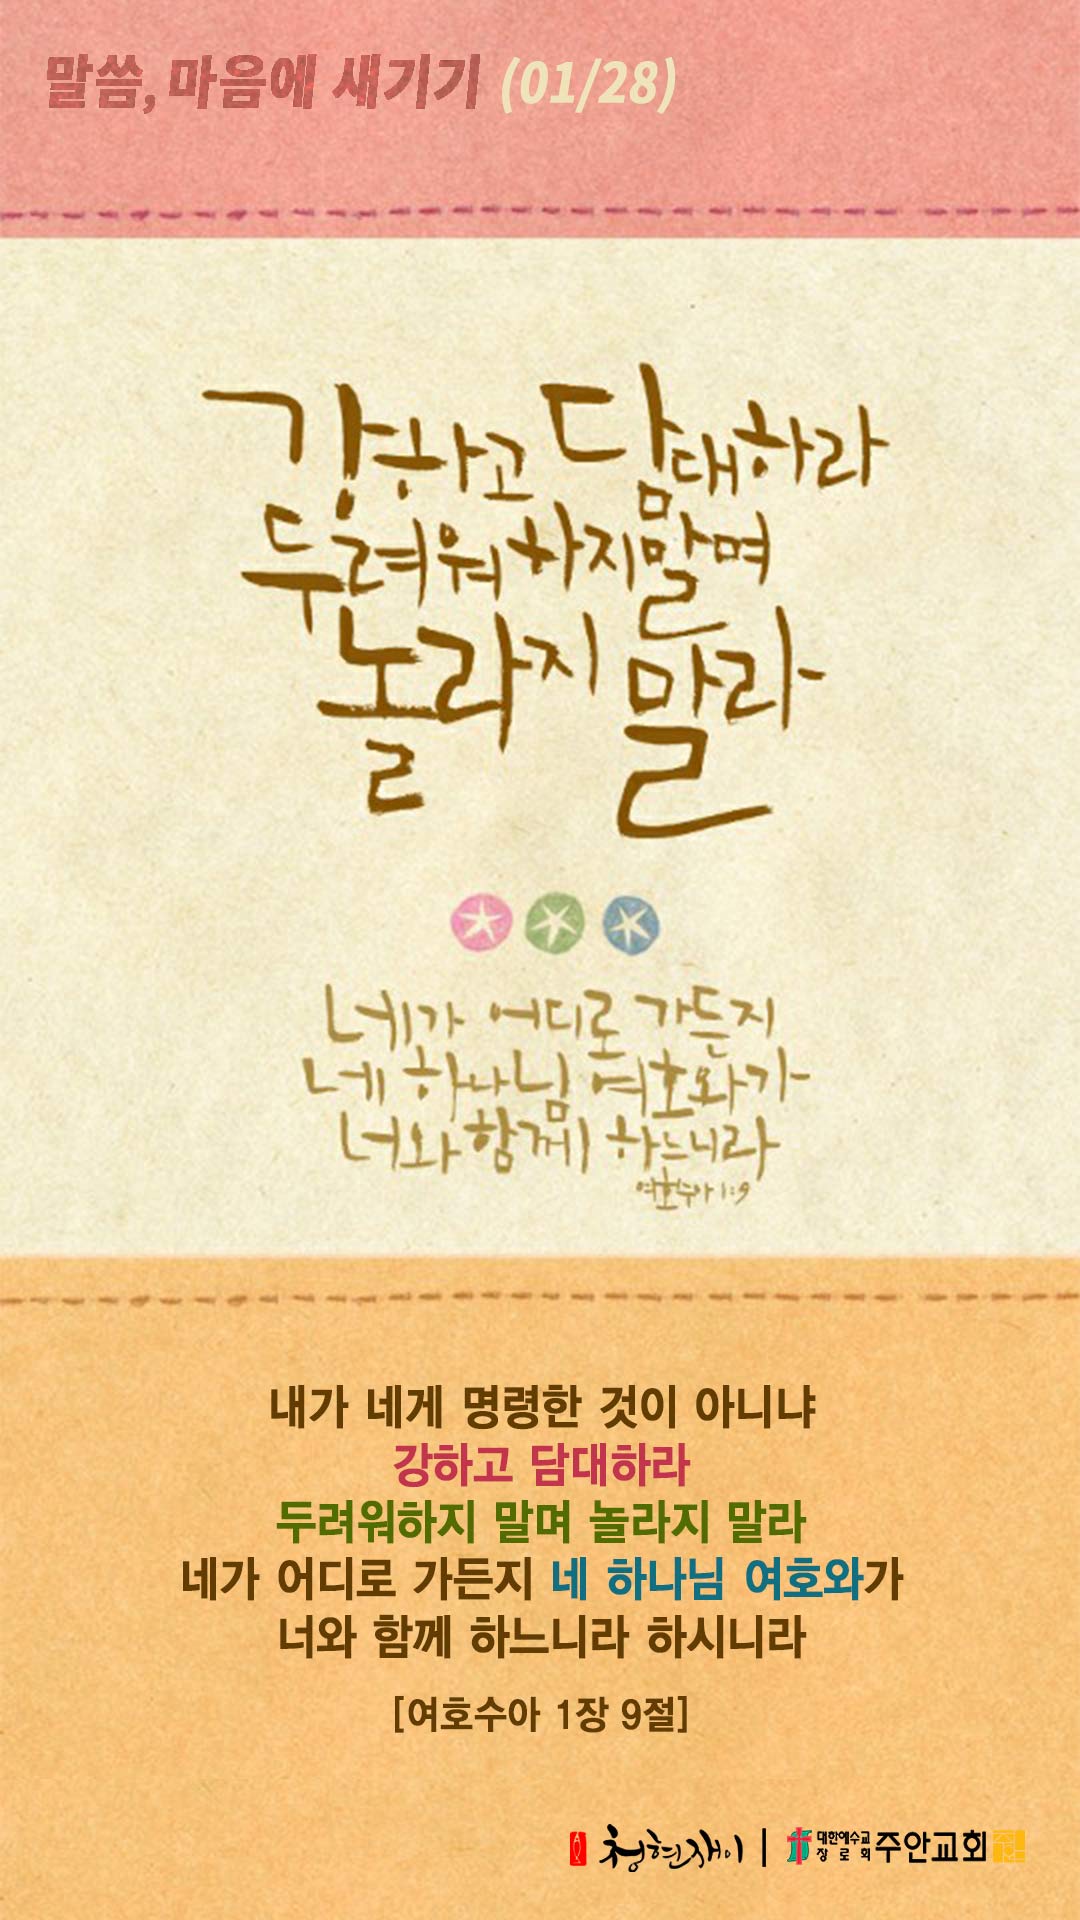 말씀, 마음에 새기기 (01/28)
강하고 담대하라
두려워하지말며
놀라지 말라
네가 어디로 가든지
네 하나님 여호와가
너와 함께 하느니라
여호수아 1:9
내가 네게 명령한 것이 아니냐
강하고 담대하라
두려워하지 말며 놀라지 말라
네가 어디로 가든지 네 하나님 여호와가
너와 함께 하느니라 하시니라
[여호수아 1장 9절]
청현재이 | 대한예수교 장로회 주안교회